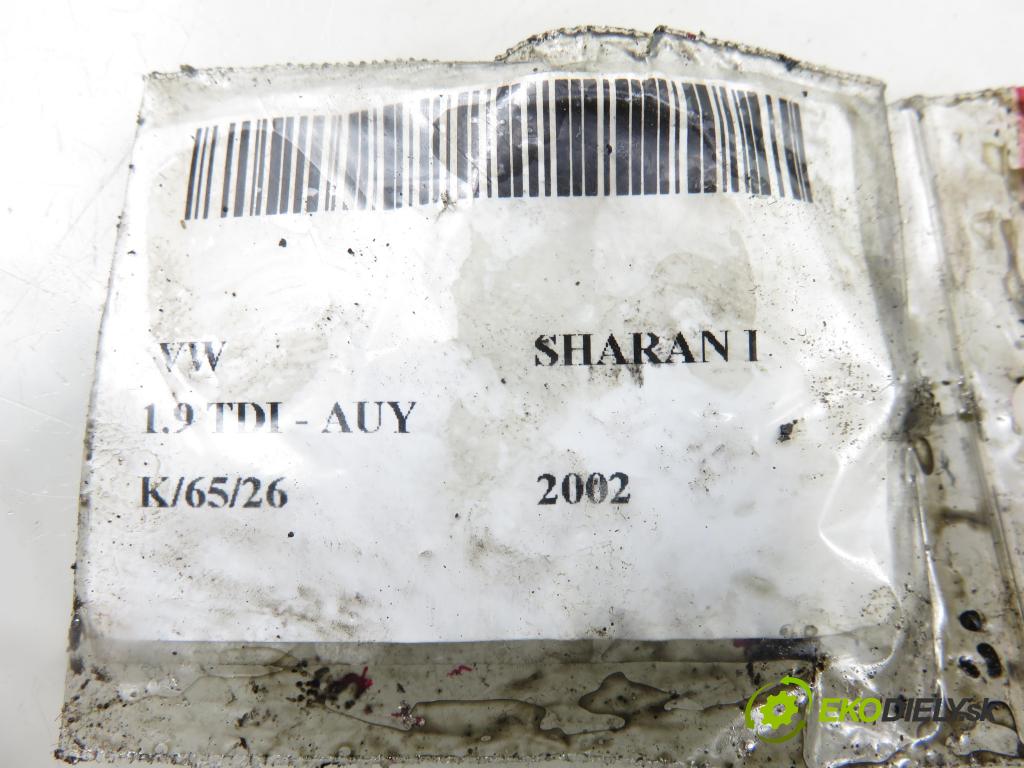 VW SHARAN I
1.9 TDI - AUY
K/65/26 2002
EKODIELY.sk